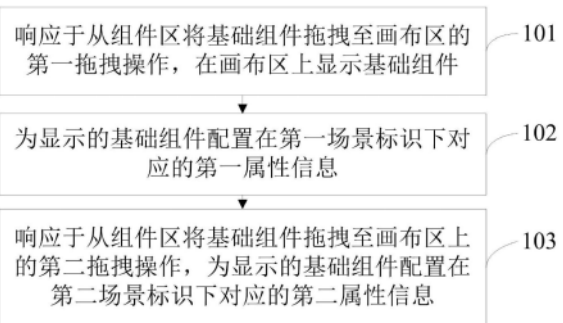 响应于从组件区将基础组件拖拽至画布区的
第一拖拽操作，在画布区上显示基础组件
101
为显示的基础组件配置在第一场景标识下对
应的第一属性信息
102
响应于从组件区将基础组件拖拽至画布区上
的第二拖拽操作，为显示的基础组件配置在
第二场景标识下对应的第二属性信息
103